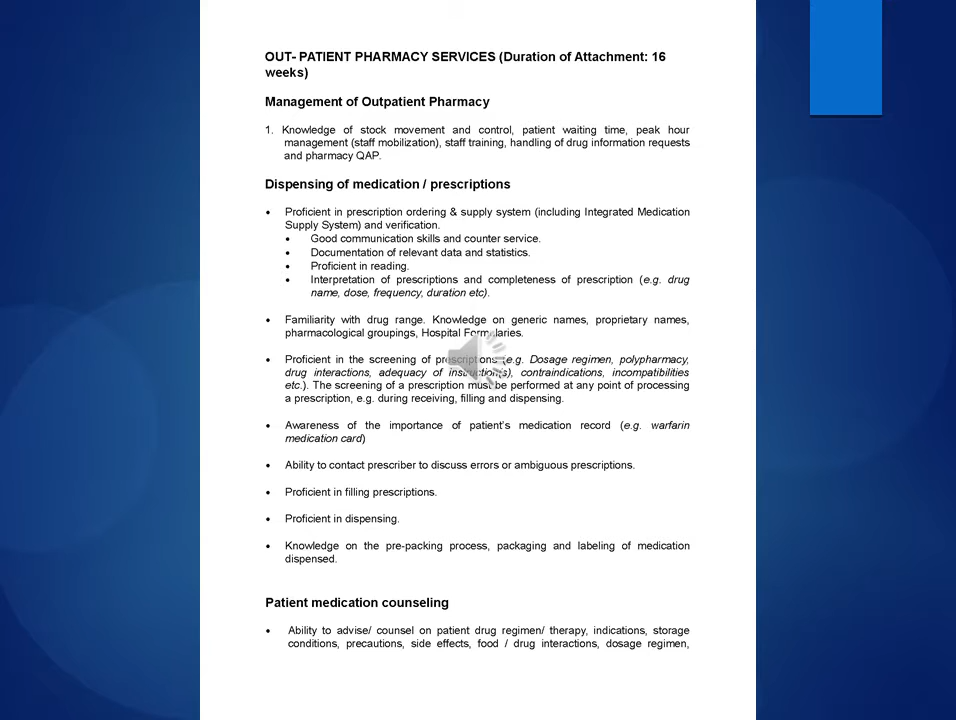 OUT- PATIENT PHARMACY SERVICES (Duration of Attachment: 16
weeks)
Management of Outpatient Pharmacy
1. Knowledge of stock movement and control, patient waiting time, peak hour
management (staff mobilization), staff training, handling of drug information requests
and pharmacy QAP.
Dispensing of medication / prescriptions
• Proficient in prescription ordering & supply system (including Integrated Medication
Supply System) and verification.
• Good communication skills and counter service.
• Documentation of relevant data and statistics.
• Proficient in reading.
• Interpretation of prescriptions and completeness of prescription (e.g. drug
name, dose, frequency, duration etc).
• Familiarity with drug range. Knowledge on generic names, proprietary names,
pharmacological groupings, Hospital Formularies.
• Proficient in the screening of prescriptions (e.g. Dosage regimen, polypharmacy,
drug interactions, adequacy of instruction(s), contraindications, incompatibilities
etc.). The screening of a prescription must be performed at any point of processing
a prescription, e.g. during receiving, filling and dispensing.
• Awareness of the importance of patient's medication record (e.g. warfarin
medication card)
• Ability to contact prescriber to discuss errors or ambiguous prescriptions.
• Proficient in filling prescriptions.
• Proficient in dispensing.
• Knowledge on the pre-packing process, packaging and labeling of medication
dispensed.
Patient medication counseling
• Ability to advise/ counsel on patient drug regimen/ therapy, indications, storage
conditions, precautions, side effects, food / drug interactions, dosage regimen,